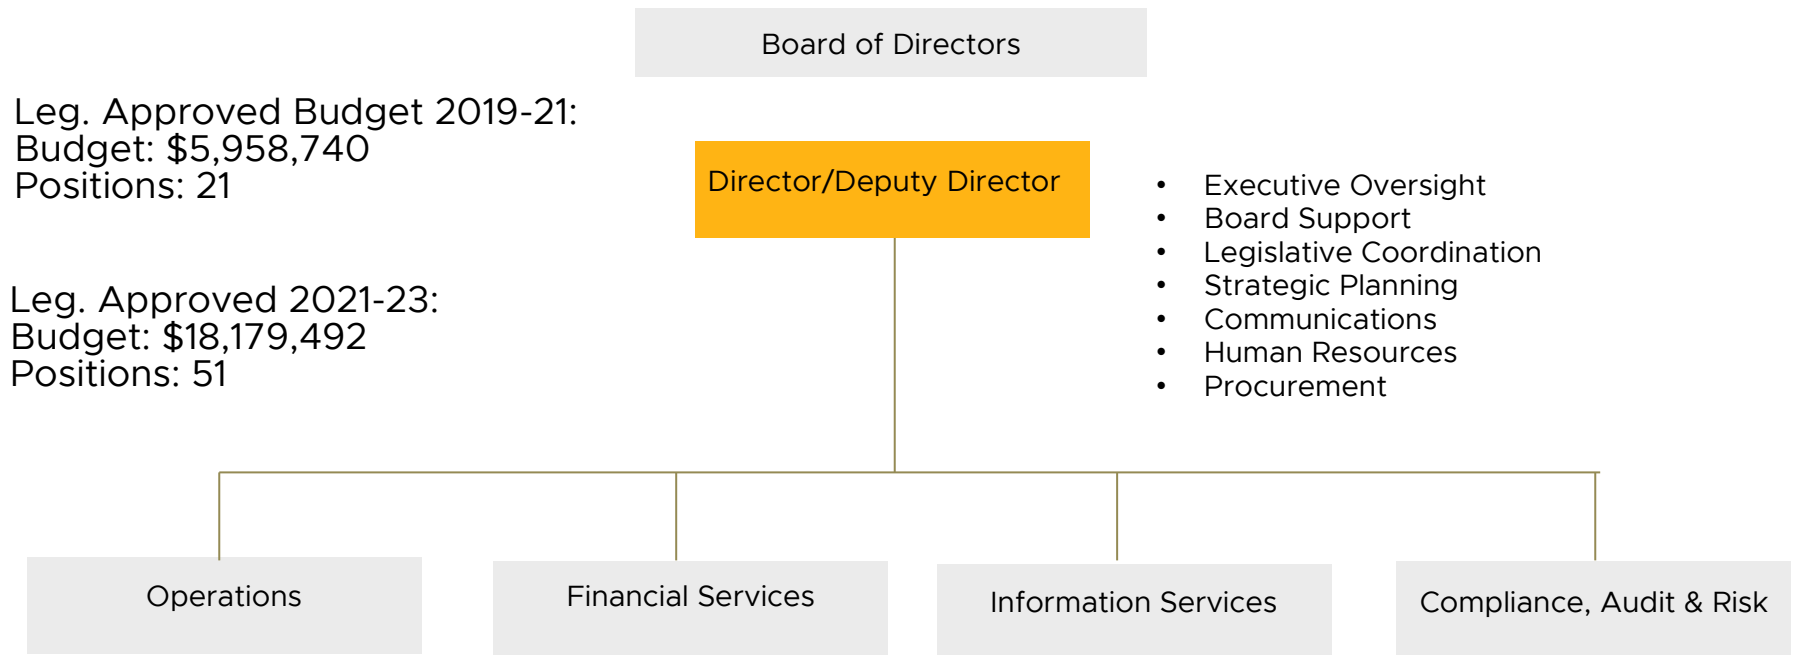 Board of Directors
Leg. Approved Budget 2019-21:
Budget: $5,958,740
Positions: 21
Director/Deputy Director
• Executive Oversight
• Board Support
• Legislative Coordination
• Strategic Planning
• Communications
• Human Resources
• Procurement
Leg. Approved 2021-23:
Budget: $18,179,492
Positions: 51
Operations
Financial Services
Information Services
Compliance, Audit & Risk